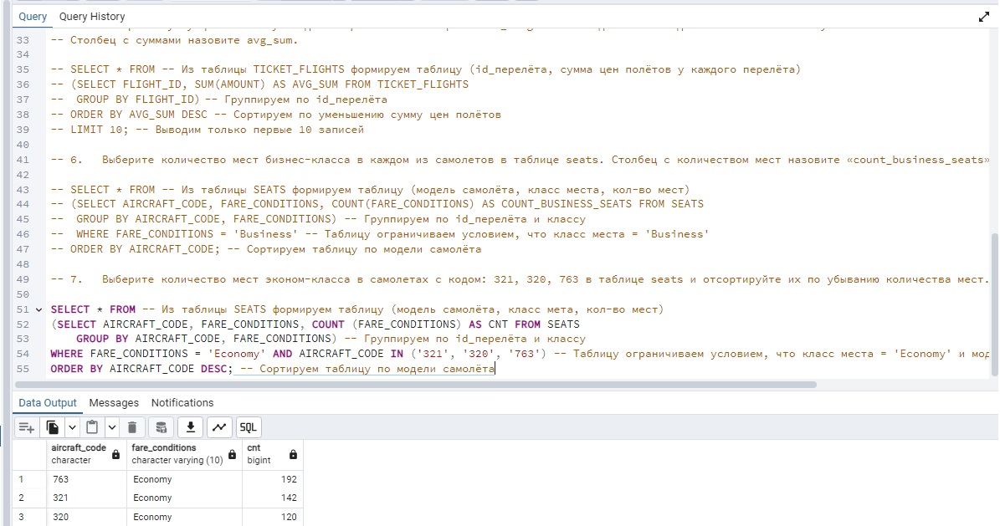 Query Query History
33 -- Столбец с суммами назовите avg_sum.
34
35 -- SELECT * FROM -- Из таблицы TICKET_FLIGHTS формируем таблицу (id_перелёта, сумма цен полётов у каждого перелёта)
36 -- (SELECT FLIGHT_ID, SUM(AMOUNT) AS AVG_SUM FROM TICKET_FLIGHTS
37 --  GROUP BY FLIGHT_ID) -- Группируем по id_перелёта
38 -- ORDER BY AVG_SUM DESC -- Сортируем по уменьшению сумму цен полётов
39 -- LIMIT 10; -- Выводим только первые 10 записей
40
41 -- 6.   Выберите количество мест бизнес-класса в каждом из самолетов в таблице seats. Столбец с количеством мест назовите «count_business_seats»
42
43 -- SELECT * FROM -- Из таблицы SEATS формируем таблицу (модель самолёта, класс места, кол-во мест)
44 -- (SELECT AIRCRAFT_CODE, FARE_CONDITIONS, COUNT(FARE_CONDITIONS) AS COUNT_BUSINESS_SEATS FROM SEATS
45 --  GROUP BY AIRCRAFT_CODE, FARE_CONDITIONS) -- Группируем по id_перелёта и классу
46 --  WHERE FARE_CONDITIONS = 'Business' -- Таблицу ограничиваем условием, что класс места = 'Business'
47 -- ORDER BY AIRCRAFT_CODE; -- Сортируем таблицу по модели самолёта
48
49 -- 7.   Выберите количество мест эконом-класса в самолетах с кодом: 321, 320, 763 в таблице seats и отсортируйте их по убыванию количества мест.
50
51 SELECT * FROM -- Из таблицы SEATS формируем таблицу (модель самолёта, класс мета, кол-во мест)
52 (SELECT AIRCRAFT_CODE, FARE_CONDITIONS, COUNT (FARE_CONDITIONS) AS CNT FROM SEATS
53     GROUP BY AIRCRAFT_CODE, FARE_CONDITIONS) -- Группируем по id_перелёта и классу
54 WHERE FARE_CONDITIONS = 'Economy' AND AIRCRAFT_CODE IN ('321', '320', '763') -- Таблицу ограничиваем условием, что класс места = 'Economy' и мод
55 ORDER BY AIRCRAFT_CODE DESC; -- Сортируем таблицу по модели самолёта
Data Output Messages Notifications
SQL
aircraft_code fare_conditions cnt
character character varying (10) bigint
1 763 Economy 192
2 321 Economy 142
3 320 Economy 120